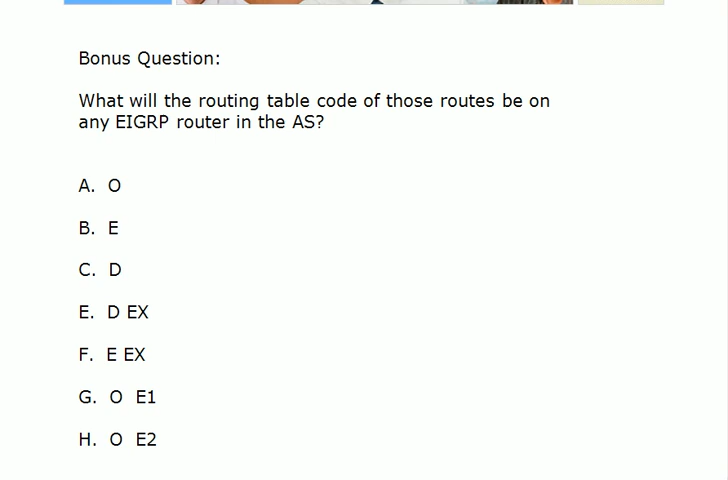 Bonus Question:
What will the routing table code of those routes be on
any EIGRP router in the AS?
A. O
B. E
C. D
E. D EX
F. E EX
G. O E1
H. O E2